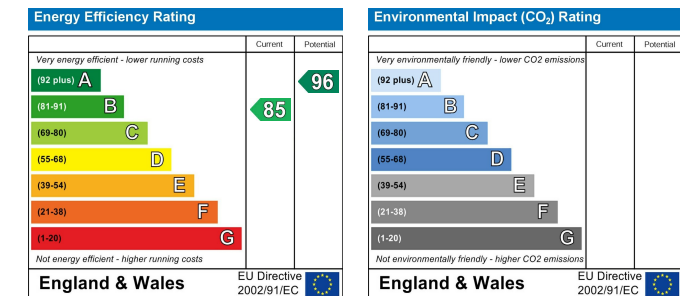 Energy Efficiency Rating
Current Potential
Very energy efficient - lower running costs
(92 plus) A
96
(81-91) B
85
(69-80) C
(55-68) D
(39-54) E
(21-38) F
(1-20) G
Not energy efficient - higher running costs
England & Wales
EU Directive
2002/91/EC
Environmental Impact (CO2) Rating
Current Potential
Very environmentally friendly - lower CO2 emissions
(92 plus) A
(81-91) B
(69-80) C
(55-68) D
(39-54) E
(21-38) F
(1-20) G
Not environmentally friendly - higher CO2 emissions
England & Wales
EU Directive
2002/91/EC